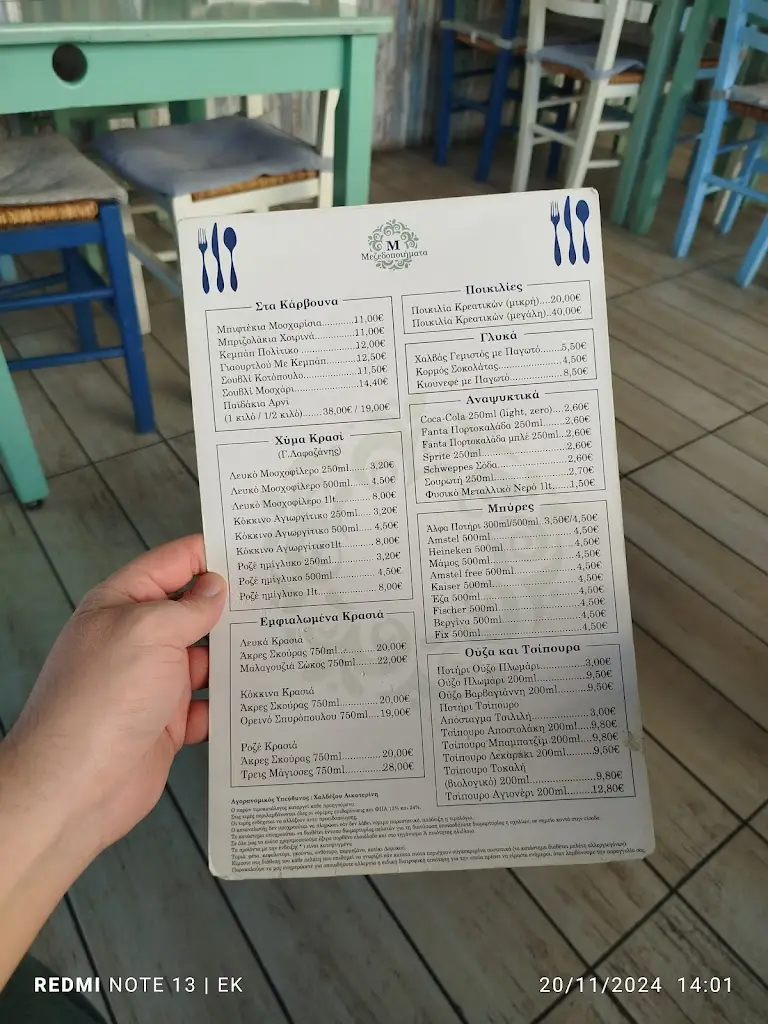 M
Μεζεδοποιήματα
Στα Κάρβουνα
Μπιφτέκια Μοσχαρίσια............11,00€
Μπριζολάκια Χοιρινά............11,00€
Κεμπάπ Πολίτικο ....................12,00€
Γιαουρτλού Με Κεμπάπ............12,50€
Σουβλί Κοτόπουλο...................11,50€
Σουβλί Μοσχάρι.......................14,40€
Παϊδάκια Αρνί
(1 κιλό / 1/2 κιλό)...... 38,00€ / 19,00€
Χύμα Κρασί
(Γ.Λαφαζάνης)
Λευκό Μοσχοφίλερο 250ml..........3,20€
Λευκό Μοσχοφίλερο 500ml..........4,50€
Λευκό Μοσχοφίλερο 1lt..............8,00€
Κόκκινο Αγιωργίτικο 250ml.......3,20€
Κόκκινο Αγιωργίτικο 500ml.......4,50€
Κόκκινο Αγιωργίτικο1lt............8,00€
Ροζέ ημίγλυκο 250ml.................3,20€
Ροζέ ημίγλυκο 500ml.................4,50€
Ροζέ ημίγλυκο 1lt.....................8,00€
Εμφιαλωμένα Κρασιά
Λευκά Κρασιά
Άκρες Σκούρας 750ml..............20,00€
Μαλαγουζιά Σώκος 750ml........22,00€
Κόκκινα Κρασιά
Άκρες Σκούρας 750ml..............20,00€
Ορεινό Σπυρόπουλου 750ml....19,00€
Ροζέ Κρασιά
Άκρες Σκούρας 750ml..............20,00€
Τρεις Μάγισσες 750ml.............28,00€
Αγορανομικός Υπεύθυνος : Χαλδέζου Αικατερίνη
Ποικιλίες
Ποικιλία Κρεατικών (μικρή)....20,00€
Ποικιλία Κρεατικών (μεγάλη)..40,00€
Γλυκά
Χαλβάς Γεμιστός με Παγωτό.......5,50€
Κορμός Σοκολάτας.....................4,50€
Κιουνεφέ με Παγωτό.................8,50€
Αναψυκτικά
Coca-Cola 250ml (light, zero)....2,60€
Fanta Πορτοκαλάδα 250ml.........2,60€
Fanta Πορτοκαλάδα μπλέ 250ml...2,60€
Sprite 250ml...........................2,60€
Schweppes Σόδα......................2,60€
Σουρωτή 250ml........................2,70€
Φυσικό Μεταλλικό Νερό 1lt......1,50€
Μπύρες
Άλφα Ποτήρι 300ml/500ml. 3,50€/4,50€
Amstel 500ml..........................4,50€
Heineken 500ml.......................4,50€
Μάμος 500ml...........................4,50€
Amstel free 500ml....................4,50€
Kaiser 500ml...........................4,50€
Έζα 500ml...............................4,50€
Fischer 500ml..........................4,50€
Βεργίνα 500ml.........................4,50€
Fix 500ml................................4,50€
Ούζα και Τσίπουρα
Ποτήρι Ούζο Πλωμάρι..............3,00€
Ούζο Πλωμάρι 200ml................9,50€
Ούζο Βαρβαγιάννη 200ml..........9,50€
Ποτήρι Τσίπουρο
Απόσταγμα Τσιλιλή..................3,00€
Τσίπουρο Αποστολάκη 200ml...9,80€
Τσίπουρο Μπαμπατζίμ 200ml...9,80€
Τσίπουρο Δεκαράκι 200ml........9,50€
Τσίπουρο Τοκαλή
(βιολογικό) 200ml....................9,80€
Τσίπουρο Αγιονέρι 200ml.......12,80€
REDMI NOTE 13 | EK
20/11/2024 14:01